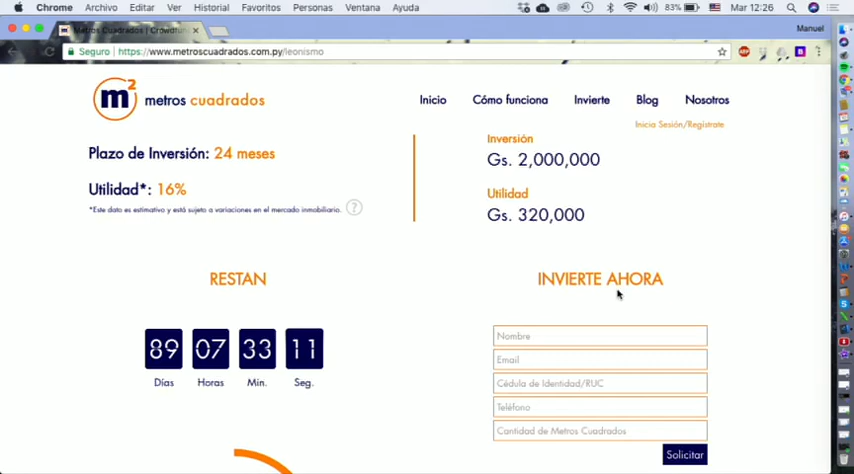 Chrome Archivo Editar Ver Historial Favoritos Personas Ventana Ayuda 83% Mar 12:26
Metros Cuadrados | Crowdfun
Manuel
Seguro https://www.metroscuadrados.com.py/leonismo
ABP
m² metros cuadrados
Inicio Cómo funciona Invierte Blog Nosotros
Inicia Sesión/Registrate
Plazo de Inversión: 24 meses
Utilidad*: 16%
*Este dato es estimativo y está sujeto a variaciones en el mercado inmobiliario. ?
Inversión
Gs. 2,000,000
Utilidad
Gs. 320,000
RESTAN
89 07 33 11
Días Horas Min. Seg.
INVIERTE AHORA
Nombre
Email
Cédula de Identidad/RUC
Teléfono
Cantidad de Metros Cuadrados
Solicitar